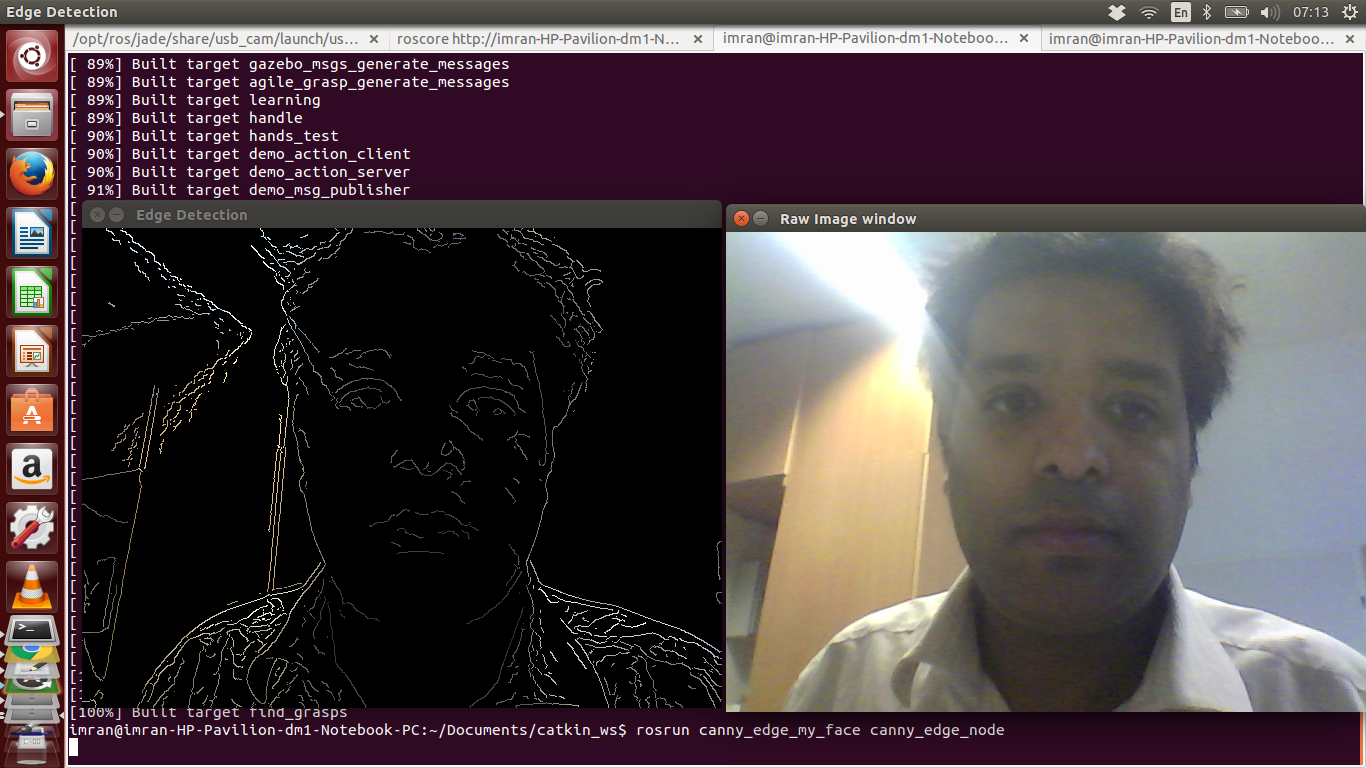 Edge Detection
En
07:13
/opt/ros/jade/share/usb_cam/launch/us...
roscore http://imran-HP-Pavilion-dm1-N...
imran@imran-HP-Pavilion-dm1-Noteboo...
imran@imran-HP-Pavilion-dm1-Noteboo...
[ 89%] Built target gazebo_msgs_generate_messages
[ 89%] Built target agile_grasp_generate_messages
[ 89%] Built target learning
[ 89%] Built target handle
[ 90%] Built target hands_test
[ 90%] Built target demo_action_client
[ 90%] Built target demo_action_server
[ 91%] Built target demo_msg_publisher
Edge Detection
Raw Image window
[100%] Built target find_grasps
imran@imran-HP-Pavilion-dm1-Notebook-PC:~/Documents/catkin_ws$ rosrun canny_edge_my_face canny_edge_node